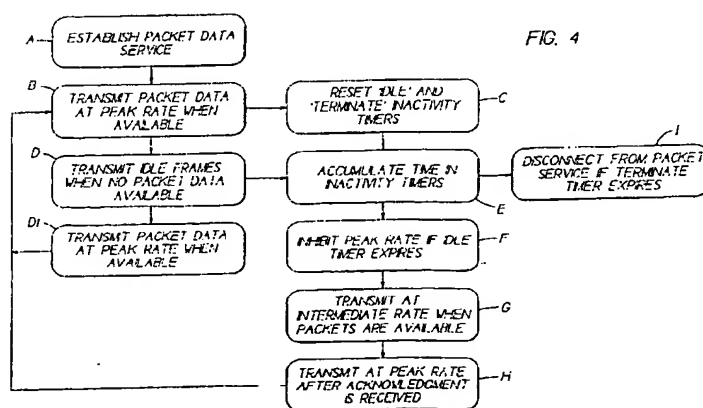 FIG. 4
A
ESTABLISH PACKET DATA
SERVICE
B
TRANSMIT PACKET DATA
AT PEAK RATE WHEN
AVAILABLE
RESET 'IDLE' AND
'TERMINATE' INACTIVITY
TIMERS
C
D
TRANSMIT IDLE FRAMES
WHEN NO PACKET DATA
AVAILABLE
ACCUMULATE TIME IN
INACTIVITY TIMERS
E
DISCONNECT FROM PACKET
SERVICE IF TERMINATE
TIMER EXPIRES
I
D1
TRANSMIT PACKET DATA
AT PEAK RATE WHEN
AVAILABLE
INHIBIT PEAK RATE IF IDLE
TIMER EXPIRES
F
TRANSMIT AT
INTERMEDIATE RATE WHEN
PACKETS ARE AVAILABLE
G
TRANSMIT AT PEAK RATE
AFTER ACKNOWLEDGMENT
IS RECEIVED
H